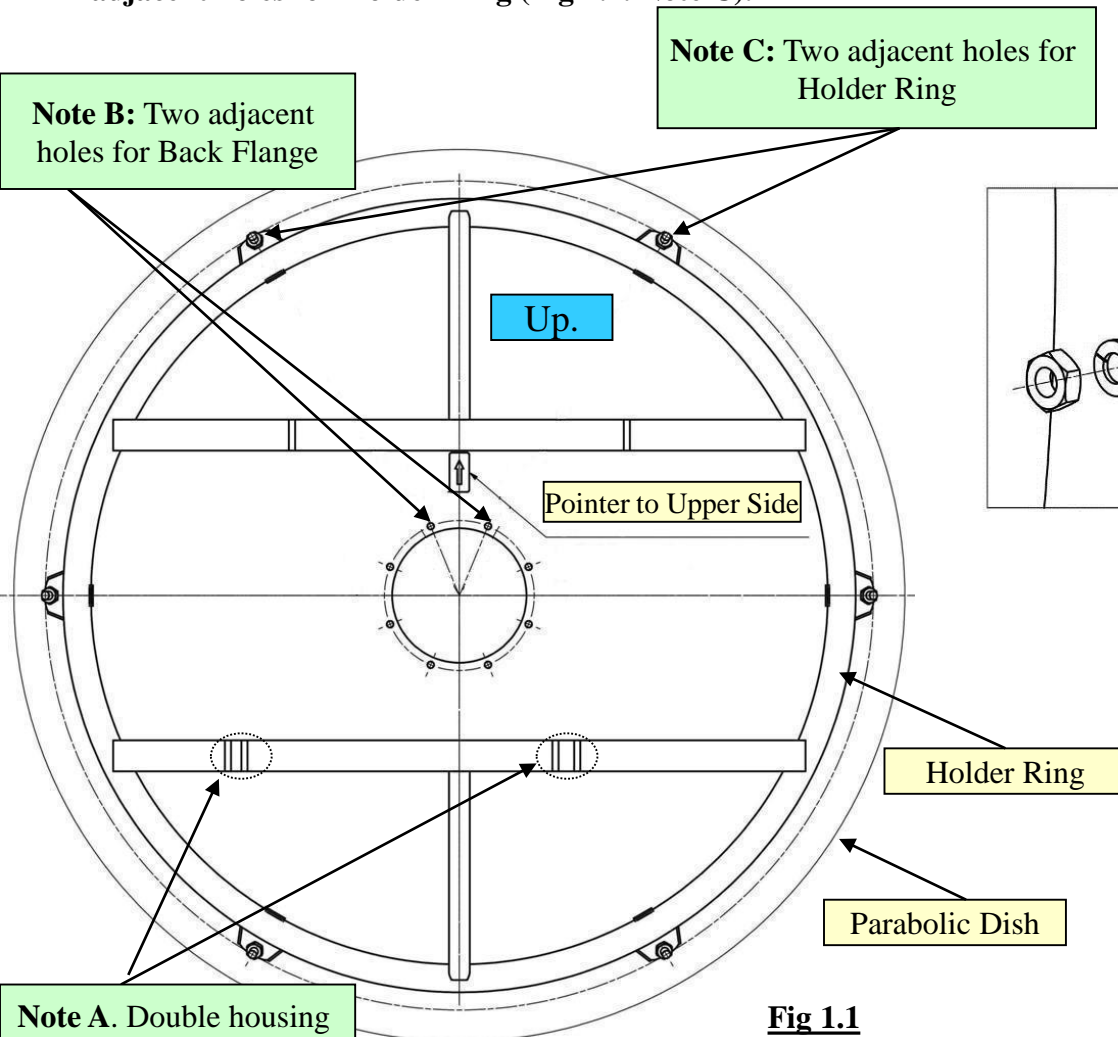 Note C: Two adjacent holes for
Holder Ring
Note B: Two adjacent
holes for Back Flange
Up.
Pointer to Upper Side
Holder Ring
Parabolic Dish
Note A. Double housing
Fig 1.1